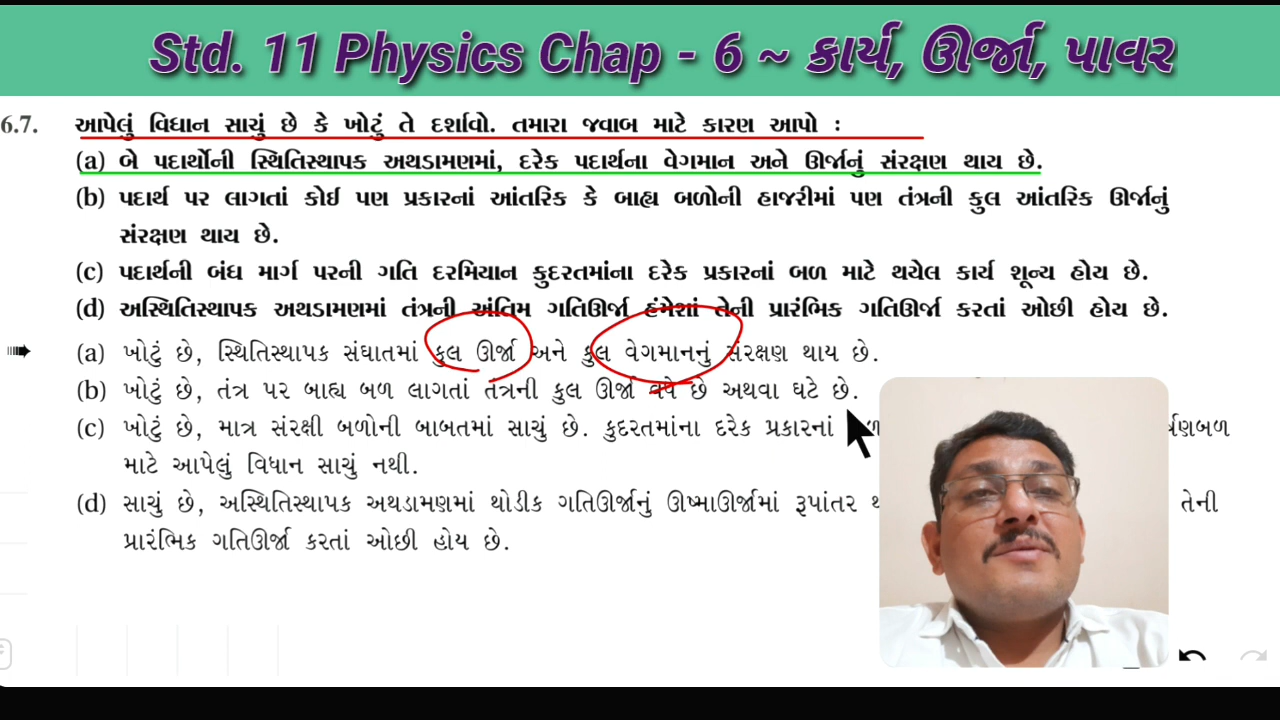 Std. 11 Physics Chap - 6 ~ કાર્ય, ઊર્જા, પાવર
6.7. આપેલું વિધાન સાચું છે કે ખોટું તે દર્શાવો. તમારા જવાબ માટે કારણ આપો :
(a) બે પદાર્થોની સ્થિતિસ્થાપક અથડામણમાં, દરેક પદાર્થના વેગમાન અને ઊર્જાનું સંરક્ષણ થાય છે.
(b) પદાર્થ પર લાગતાં કોઈ પણ પ્રકારનાં આંતરિક કે બાહ્ય બળોની હાજરીમાં પણ તંત્રની કુલ આંતરિક ઊર્જાનું
સંરક્ષણ થાય છે.
(c) પદાર્થની બંધ માર્ગ પરની ગતિ દરમિયાન કુદરતમાંના દરેક પ્રકારનાં બળ માટે થયેલ કાર્ય શૂન્ય હોય છે.
(d) અસ્થિતિસ્થાપક અથડામણમાં તંત્રની અંતિમ ગતિઊર્જા હંમેશાં તેની પ્રારંભિક ગતિઊર્જા કરતાં ઓછી હોય છે.
(a) ખોટું છે, સ્થિતિસ્થાપક સંઘાતમાં કુલ ઊર્જા અને કુલ વેગમાનનું સંરક્ષણ થાય છે.
(b) ખોટું છે, તંત્ર પર બાહ્ય બળ લાગતાં તંત્રની કુલ ઊર્જા વધે છે અથવા ઘટે છે.
(c) ખોટું છે, માત્ર સંરક્ષી બળોની બાબતમાં સાચું છે. કુદરતમાંના દરેક પ્રકારનાં
માટે આપેલું વિધાન સાચું નથી.
(d) સાચું છે, અસ્થિતિસ્થાપક અથડામણમાં થોડીક ગતિઊર્જાનું ઊષ્માઊર્જામાં રૂપાંતર તેની
પ્રારંભિક ગતિઊર્જા કરતાં ઓછી હોય છે.